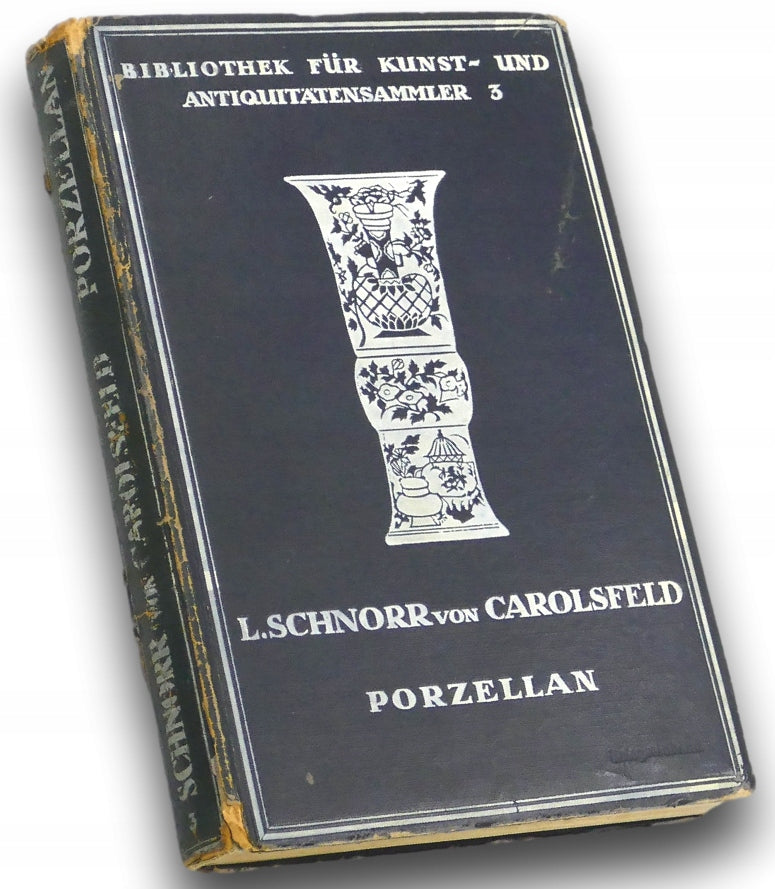 BIBLIOTHEK FÜR KUNST- UND
ANTIQUITÄTENSAMMLER 3
L. SCHNORR VON CAROLSFELD
PORZELLAN
SCHNORR VON CAROLSFELD PORZELLAN